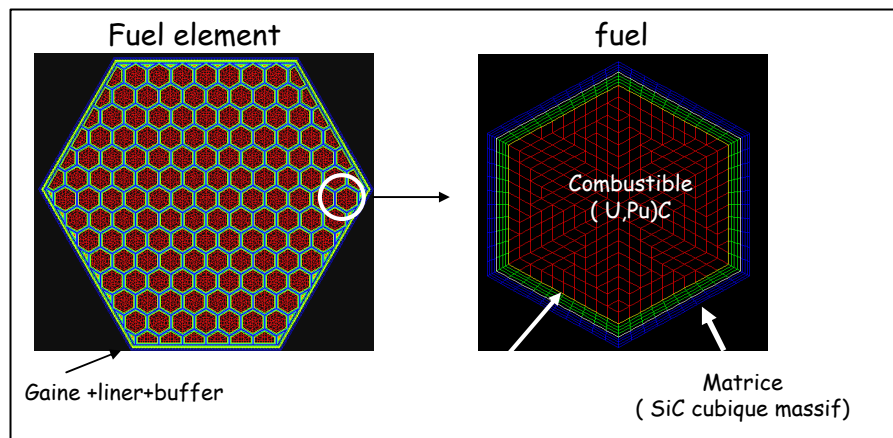 Fuel element
fuel
Combustible
( U,Pu)C
Gaine +liner+buffer
Matrice
( SiC cubique massif)